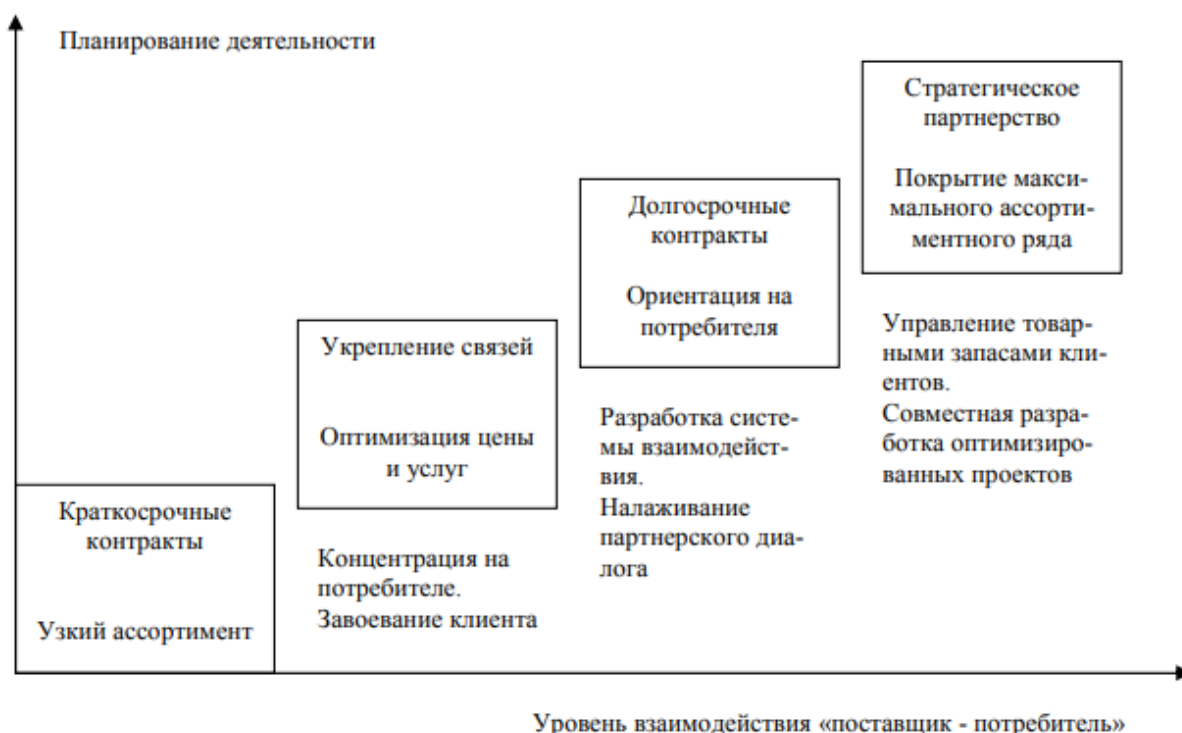 Планирование деятельности
Стратегическое
партнерство
Покрытие макси-
мального ассорти-
ментного ряда
Управление товар-
ными запасами кли-
ентов.
Совместная разра-
ботка оптимизиро-
ванных проектов
Долгосрочные
контракты
Ориентация на
потребителя
Разработка систе-
мы взаимодейст-
вия.
Налаживание
партнерского диа-
лога
Укрепление связей
Оптимизация цены
и услуг
Концентрация на
потребителе.
Завоевание клиента
Краткосрочные
контракты
Узкий ассортимент
Уровень взаимодействия «поставщик - потребитель»